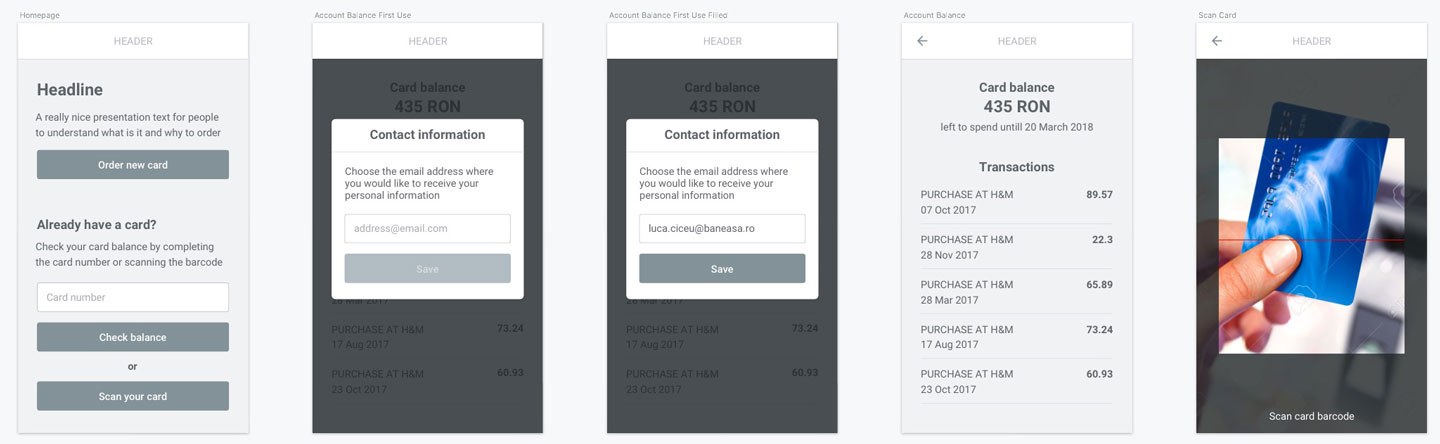 Homepage
HEADER
Headline
A really nice presentation text for people
to understand what is it and why to order
Order new card
Already have a card?
Check your card balance by completing
the card number or scanning the barcode
Card number
Check balance
or
Scan your card
Account Balance First Use
HEADER
Card balance
435 RON
Contact information
Choose the email address where
you would like to receive your
personal information
address@email.com
Save
28 Mar 2017
PURCHASE AT H&M 73.24
17 Aug 2017
PURCHASE AT H&M 60.93
23 Oct 2017
Account Balance First Use Filled
HEADER
Card balance
435 RON
Contact information
Choose the email address where
you would like to receive your
personal information
luca.ciceu@baneasa.ro
Save
28 Mar 2017
PURCHASE AT H&M 73.24
17 Aug 2017
PURCHASE AT H&M 60.93
23 Oct 2017
Account Balance
HEADER
Card balance
435 RON
left to spend untill 20 March 2018
Transactions
PURCHASE AT H&M 89.57
07 Oct 2017
PURCHASE AT H&M 22.3
28 Nov 2017
PURCHASE AT H&M 65.89
28 Mar 2017
PURCHASE AT H&M 73.24
17 Aug 2017
PURCHASE AT H&M 60.93
23 Oct 2017
Scan Card
HEADER
Scan card barcode